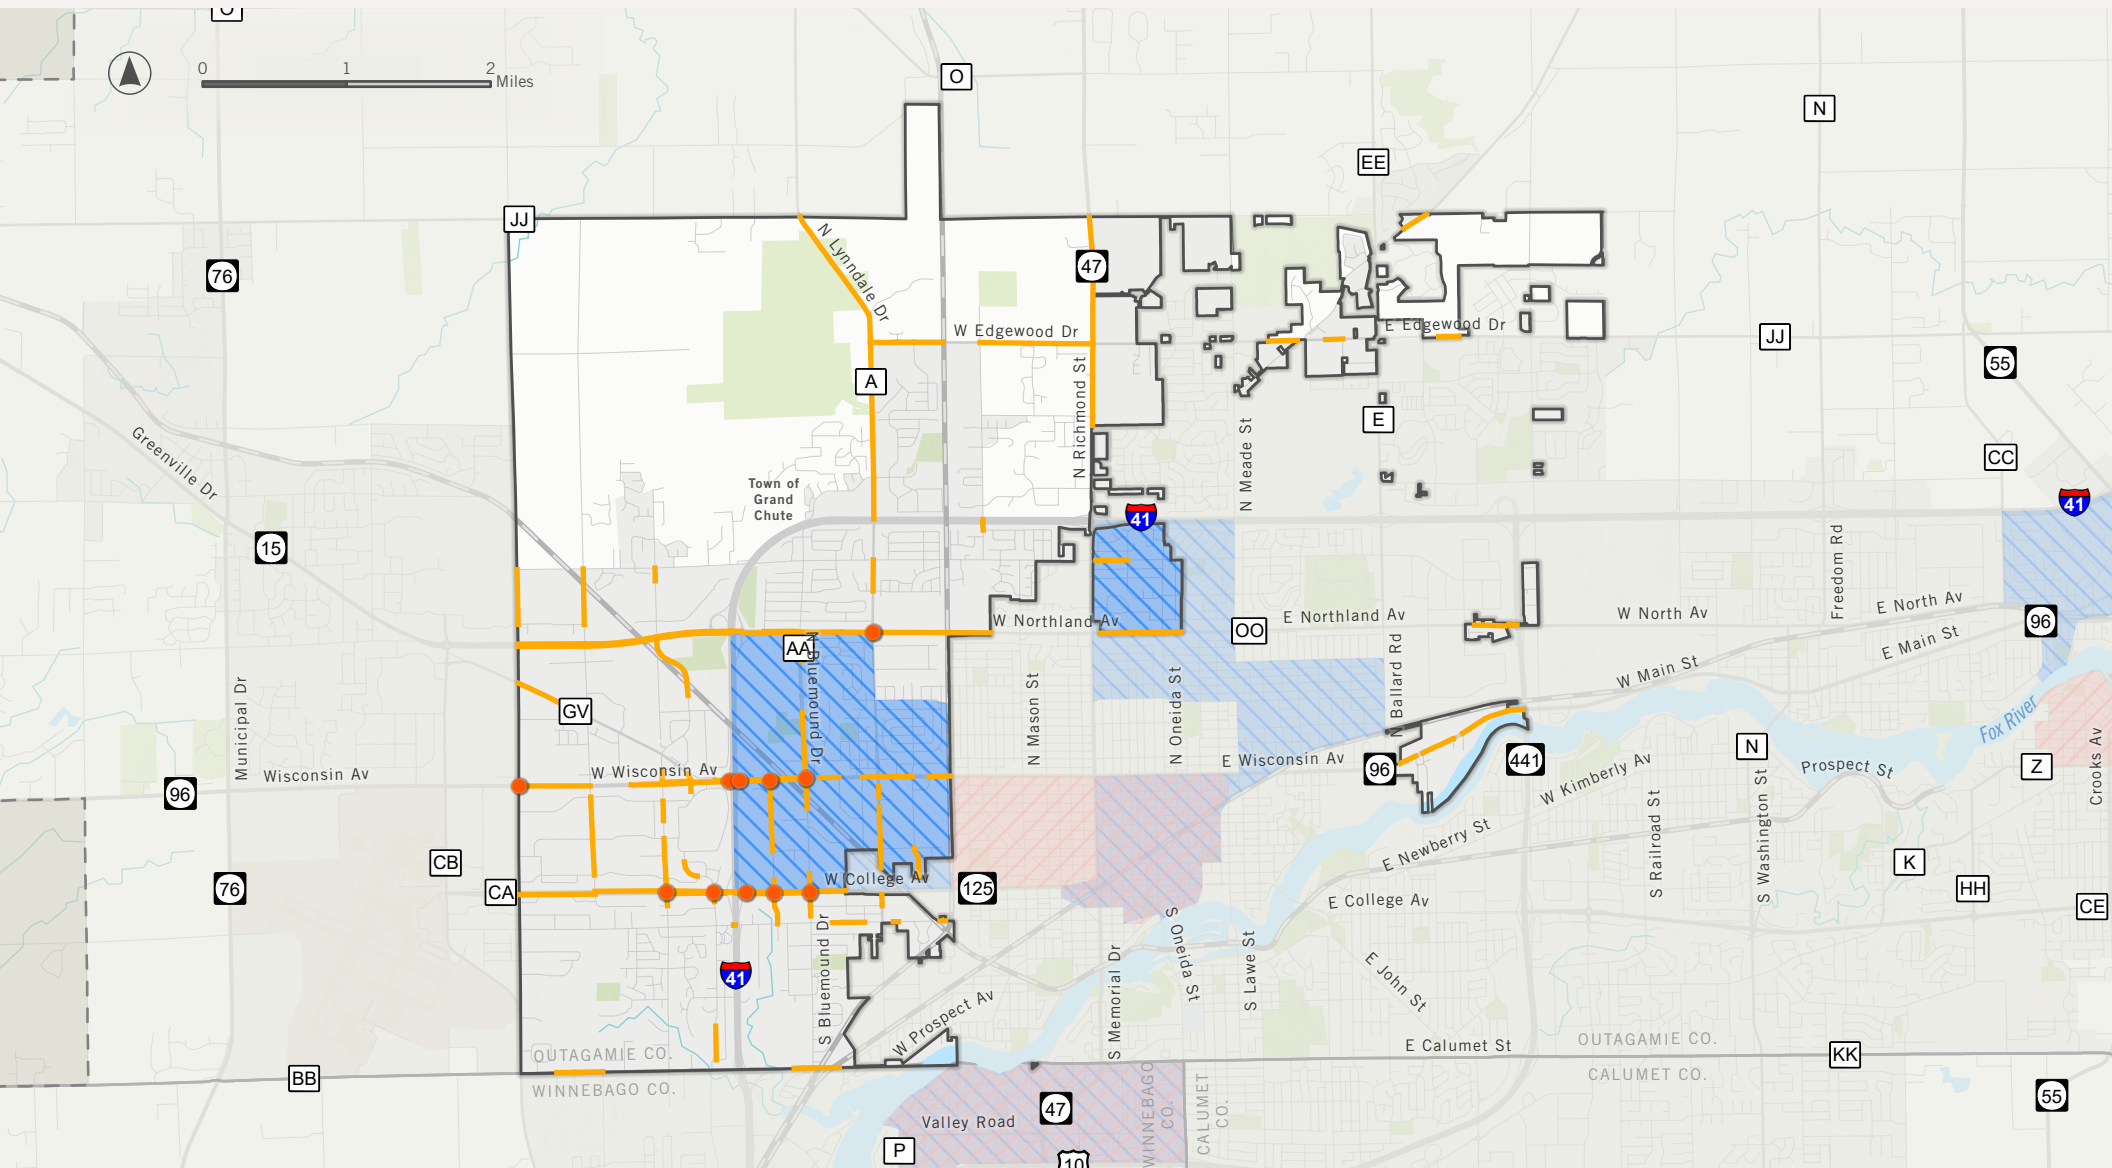 O
0 1 2
Miles
O
N
EE
JJ
76
47
N Lynndale Dr
W Edgewood Dr
E Edgewood Dr
JJ
55
A
N Richmond St
E
N Meade St
CC
Greenville Dr
Town of
Grand
Chute
41
41
15
Freedom Rd
W Northland Av
E Northland Av
OO
W North Av
E North Av
96
E Main St
W Main St
AA
N Bluemound Dr
N Mason St
N Oneida St
N Ballard Rd
GV
Municipal Dr
Fox River
Wisconsin Av
W Wisconsin Av
E Wisconsin Av
96
96
441
N
Prospect St
Z
Crooks Av
W Kimberly Av
E Newberry St
S Railroad St
S Washington St
CB
76
CA
W College Av
125
K
HH
CE
E College Av
S Bluemound Dr
S Oneida St
S Lawe St
S Memorial Dr
E John St
41
W Prospect Av
OUTAGAMIE CO.
WINNEBAGO CO.
E Calumet St
OUTAGAMIE CO.
CALUMET CO.
KK
BB
47
55
Valley Road
WINNEBAGO
CO.
CALUMET
CO.
P
10